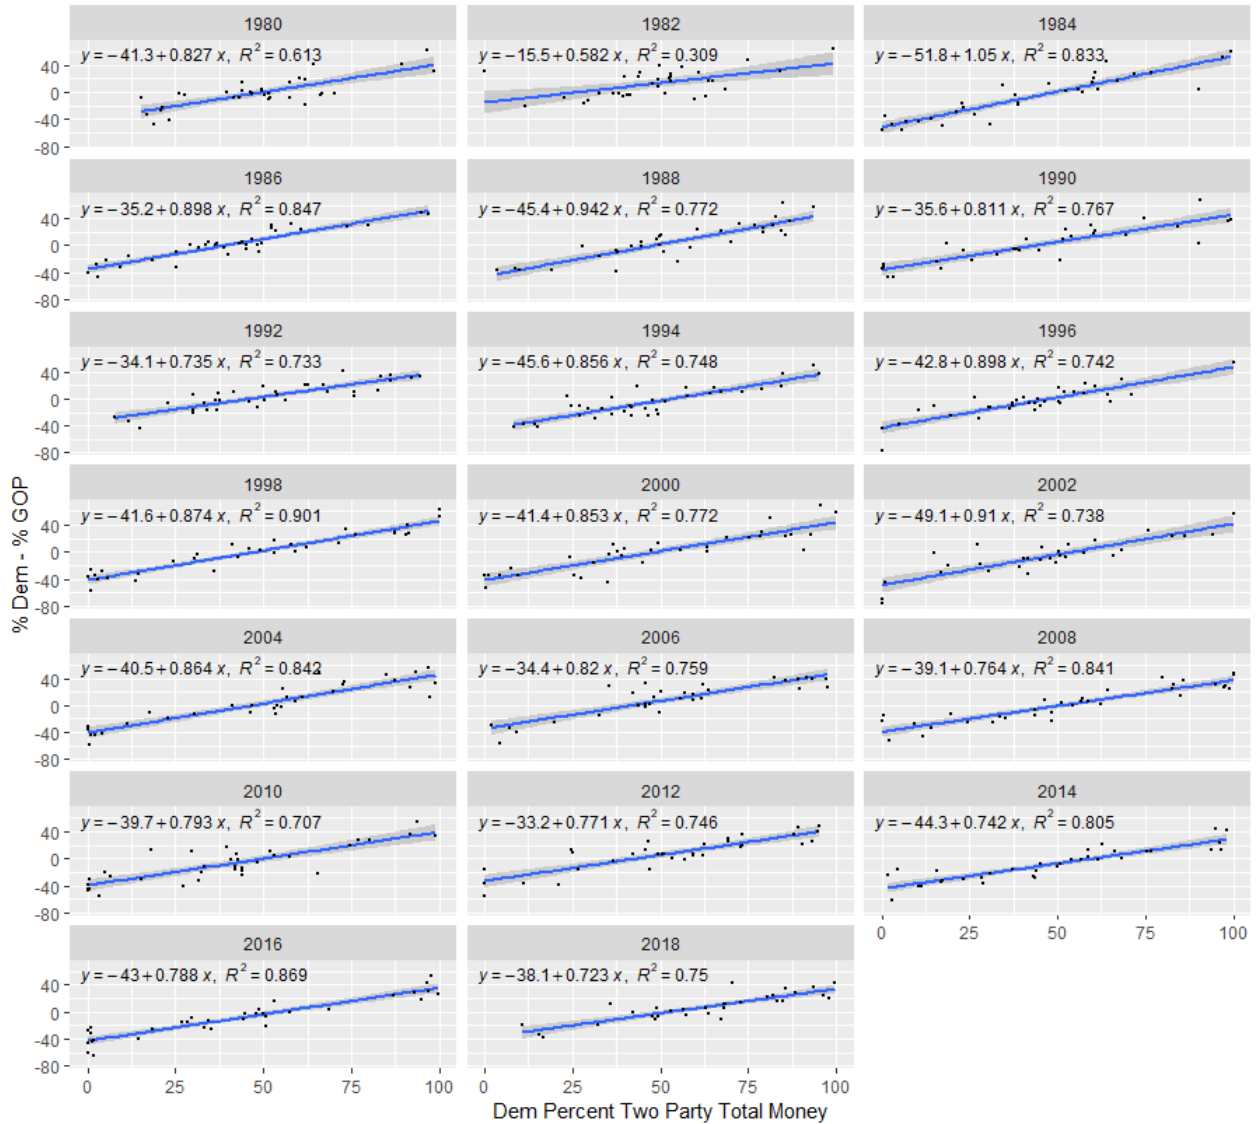 1980 1982 1984
y = −41.3 + 0.827 x, R² = 0.613 y = −15.5 + 0.582 x, R² = 0.309 y = −51.8 + 1.05 x, R² = 0.833
40
0
-40
-80
1986 1988 1990
y = −35.2 + 0.898 x, R² = 0.847 y = −45.4 + 0.942 x, R² = 0.772 y = −35.6 + 0.811 x, R² = 0.767
40
0
-40
-80
1992 1994 1996
y = −34.1 + 0.735 x, R² = 0.733 y = −45.6 + 0.856 x, R² = 0.748 y = −42.8 + 0.898 x, R² = 0.742
40
0
-40
-80
1998 2000 2002
y = −41.6 + 0.874 x, R² = 0.901 y = −41.4 + 0.853 x, R² = 0.772 y = −49.1 + 0.91 x, R² = 0.738
40
0
-40
-80
% Dem - % GOP
2004 2006 2008
y = −40.5 + 0.864 x, R² = 0.842 y = −34.4 + 0.82 x, R² = 0.759 y = −39.1 + 0.764 x, R² = 0.841
40
0
-40
-80
2010 2012 2014
y = −39.7 + 0.793 x, R² = 0.707 y = −33.2 + 0.771 x, R² = 0.746 y = −44.3 + 0.742 x, R² = 0.805
40
0
-40
-80
0 25 50 75 100
2016 2018
y = −43 + 0.788 x, R² = 0.869 y = −38.1 + 0.723 x, R² = 0.75
40
0
-40
-80
0 25 50 75 100 0 25 50 75 100
Dem Percent Two Party Total Money